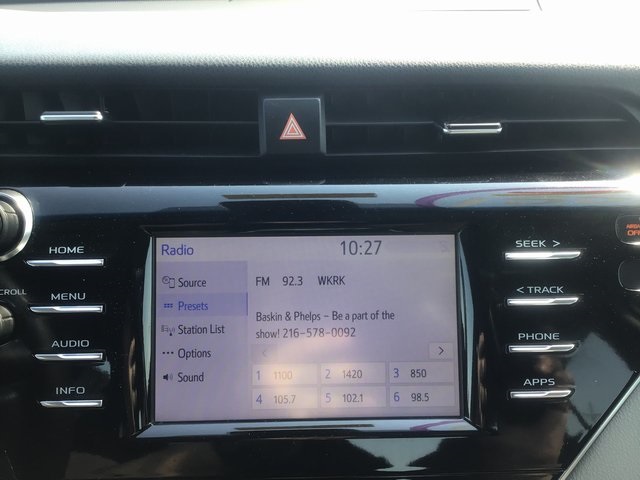 HOME
SCROLL
MENU
AUDIO
INFO
Radio 10:27
Source
Presets
Station List
Options
Sound
FM 92.3 WKRK
Baskin & Phelps – Be a part of the
show! 216-578-0092
1 1100 2 1420 3 850
4 105.7 5 102.1 6 98.5
SEEK >
< TRACK
PHONE
APPS
OFF